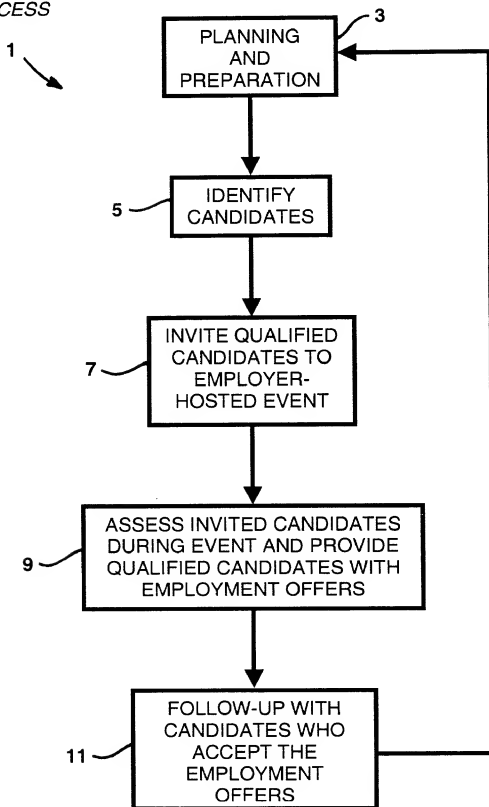 CESS
1
3
PLANNING
AND
PREPARATION
5
IDENTIFY
CANDIDATES
7
INVITE QUALIFIED
CANDIDATES TO
EMPLOYER-
HOSTED EVENT
9
ASSESS INVITED CANDIDATES
DURING EVENT AND PROVIDE
QUALIFIED CANDIDATES WITH
EMPLOYMENT OFFERS
11
FOLLOW-UP WITH
CANDIDATES WHO
ACCEPT THE
EMPLOYMENT
OFFERS